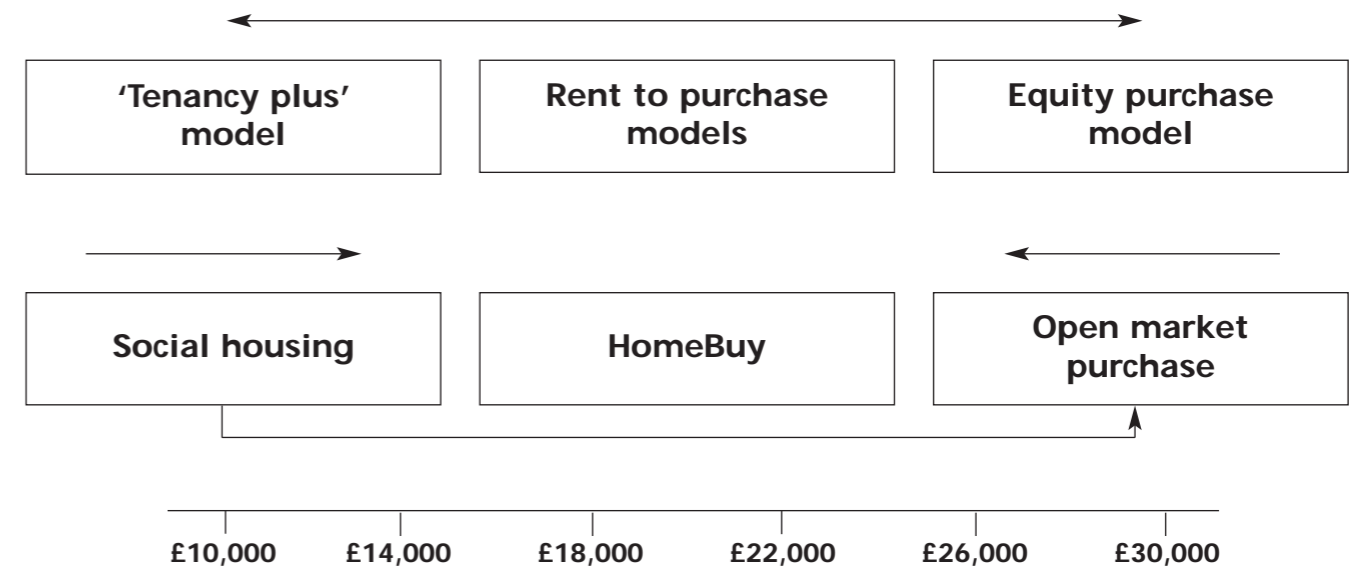 ‘Tenancy plus’
model
Rent to purchase
models
Equity purchase
model
Social housing
HomeBuy
Open market
purchase
£10,000
£14,000
£18,000
£22,000
£26,000
£30,000